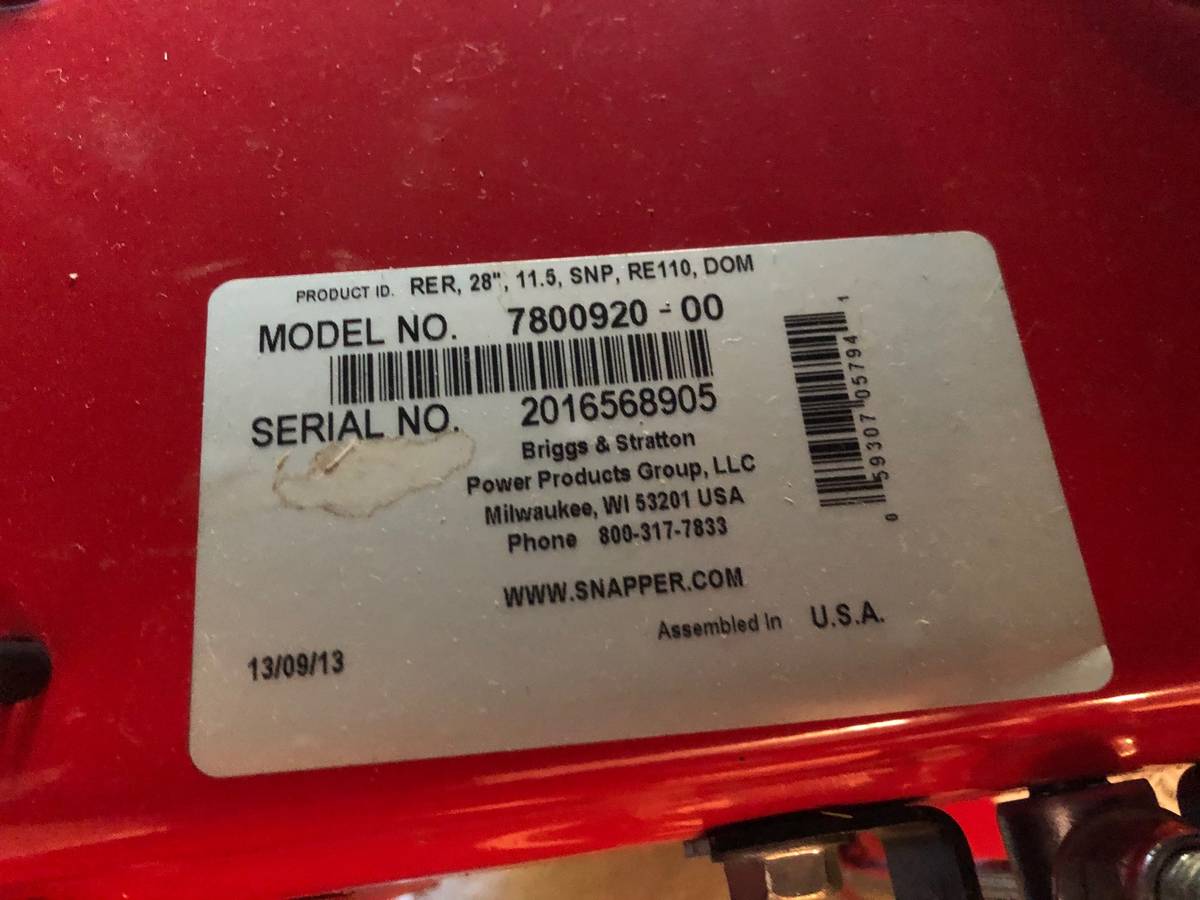 PRODUCT ID. RER, 28", 11.5, SNP, RE110, DOM
MODEL NO. 7800920 - 00
SERIAL NO. 2016568905
Briggs & Stratton
Power Products Group, LLC
Milwaukee, WI 53201 USA
Phone 800-317-7833
WWW.SNAPPER.COM
Assembled in U.S.A.
13/09/13
0 59307 05794 1